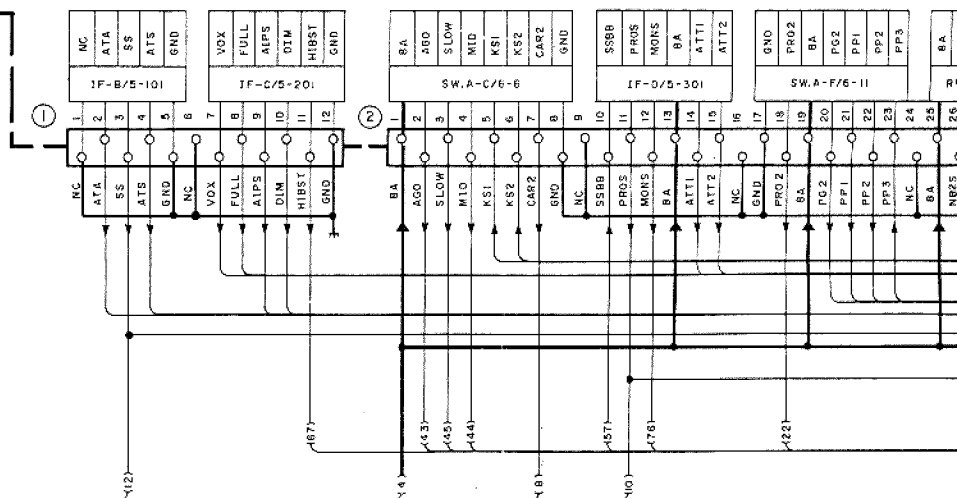 NC ATA SS ATS GND
VOX FULL AIPS DIM HIBST GND
8A AGO SLOW MID KS1 KS2 CAR2 GND
SSBB PROS MONS 8A ATT1 ATT2
GND PRO2 8A PG2 PP1 PP2 PP3
8A
IF-B/5-101
IF-C/5-201
SW.A-C/6-6
IF-D/5-301
SW.A-F/6-11
1
1 2 3 4 5 6 7 8 9 10 11 12
2
1 2 3 4 5 6 7 8 9 10 11 12 13 14 15 16 17 18 19 20 21 22 23 24 25 26
NC ATA SS ATS GND NC VOX FULL AIPS DIM HIBST GND
8A AGO SLOW MID KS1 KS2 CAR2 GND NC SSBB PROS MONS 8A ATT1 ATT2 NC GND PRO2 8A PG2 PP1 PP2 PP3 NC 8A NB2S
(67) (43) (45) (44) (57) (76) (22)
(2) 4 (8) (10)